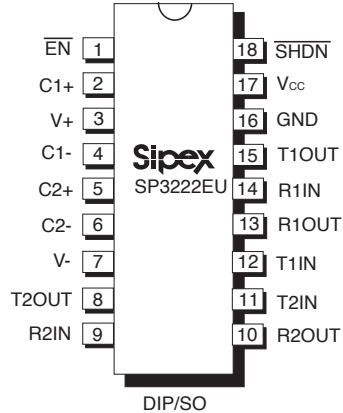 EN 1 18 SHDN
C1+ 2 17 Vcc
V+ 3 16 GND
C1- 4 15 T1OUT
Sipex
SP3222EU
C2+ 5 14 R1IN
C2- 6 13 R1OUT
V- 7 12 T1IN
T2OUT 8 11 T2IN
R2IN 9 10 R2OUT
DIP/SO